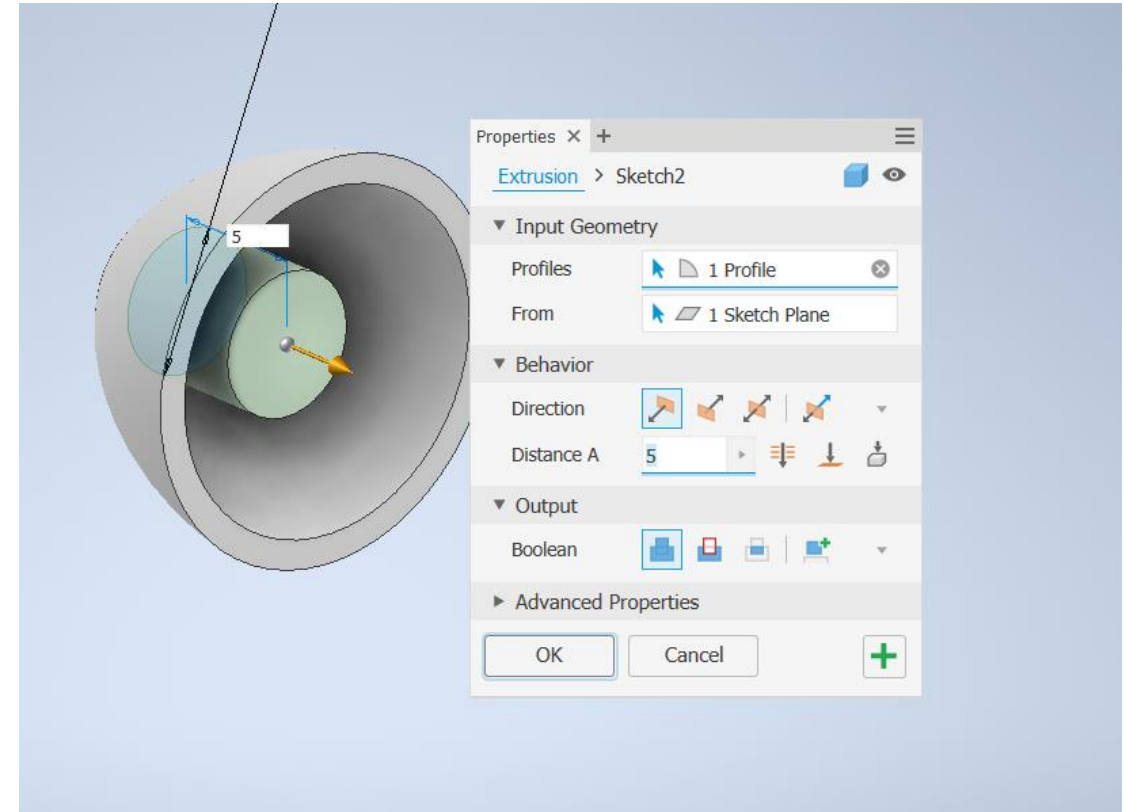 Properties × +
Extrusion > Sketch2
Input Geometry
Profiles 1 Profile
From 1 Sketch Plane
Behavior
Direction
Distance A 5
Output
Boolean
Advanced Properties
OK Cancel
5